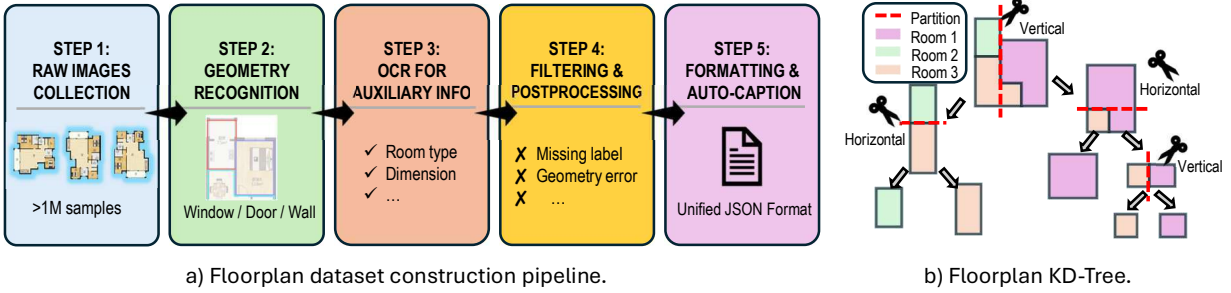 STEP 1:
RAW IMAGES
COLLECTION
>1M samples
STEP 2:
GEOMETRY
RECOGNITION
Window / Door / Wall
STEP 3:
OCR FOR
AUXILIARY INFO
✓ Room type
✓ Dimension
✓ ...
STEP 4:
FILTERING &
POSTPROCESSING
✗ Missing label
✗ Geometry error
✗ ...
STEP 5:
FORMATTING &
AUTO-CAPTION
Unified JSON Format
a) Floorplan dataset construction pipeline.
Partition
Room 1
Room 2
Room 3
Vertical
Horizontal
Horizontal
Vertical
b) Floorplan KD-Tree.